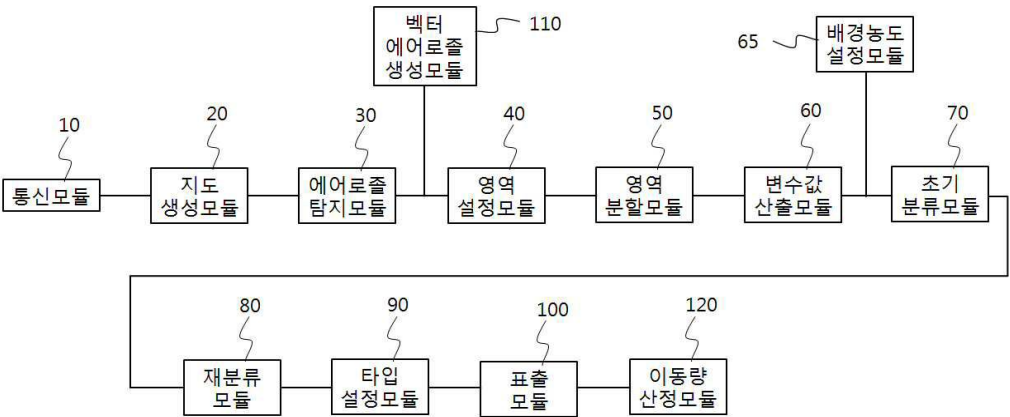 벡터
에어로졸
생성모듈
110
65
배경농도
설정모듈
10
20
30
40
50
60
70
통신모듈
지도
생성모듈
에어로졸
탐지모듈
영역
설정모듈
영역
분할모듈
변수값
산출모듈
초기
분류모듈
80
90
100
120
재분류
모듈
타입
설정모듈
표출
모듈
이동량
산정모듈